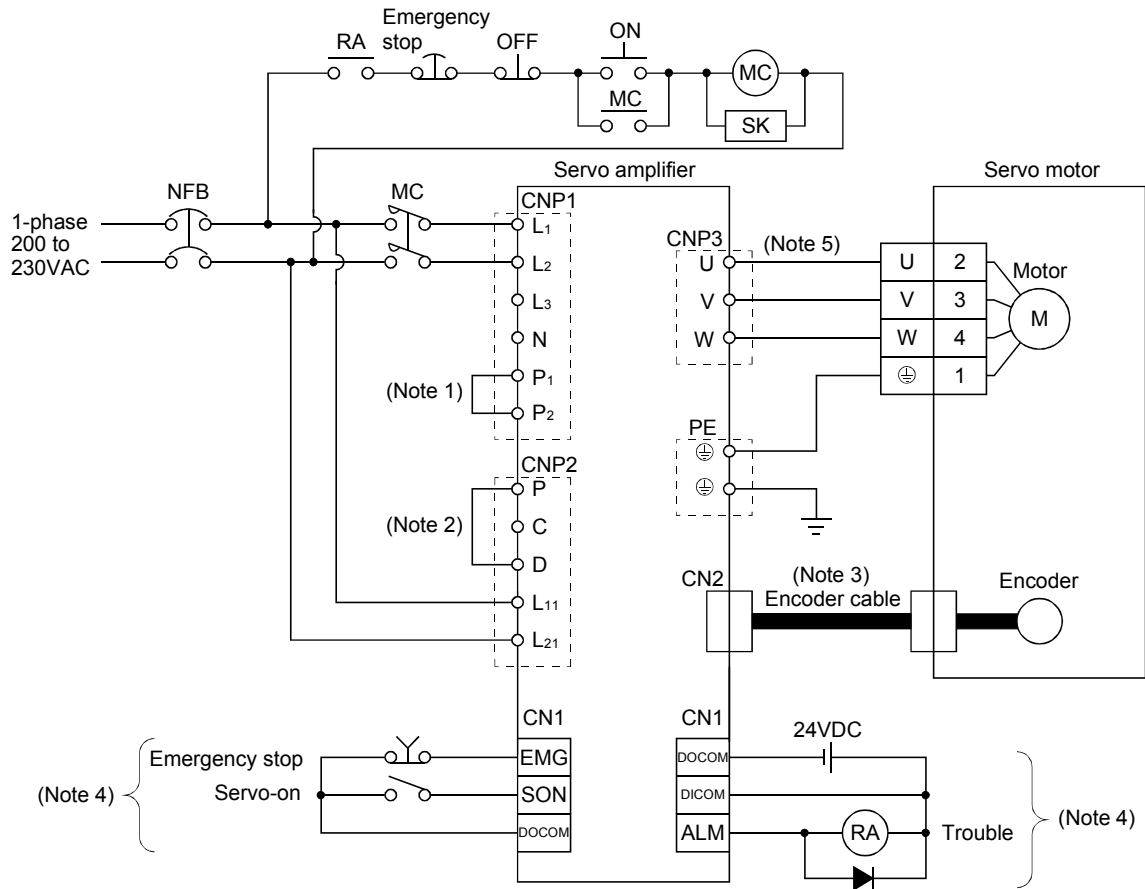 Emergency
stop
RA
OFF
ON
MC
MC
SK
Servo amplifier
Servo motor
NFB
MC
CNP1
1-phase
200 to
230VAC
L1
L2
L3
N
P1
P2
(Note 1)
CNP3
U
V
W
(Note 5)
U 2
V 3
W 4
1
Motor
M
PE
CNP2
P
C
D
L11
L21
(Note 2)
CN2
(Note 3)
Encoder cable
Encoder
CN1
CN1
24VDC
(Note 4)
Emergency stop
Servo-on
EMG
SON
DOCOM
DOCOM
DICOM
ALM
RA
Trouble
(Note 4)